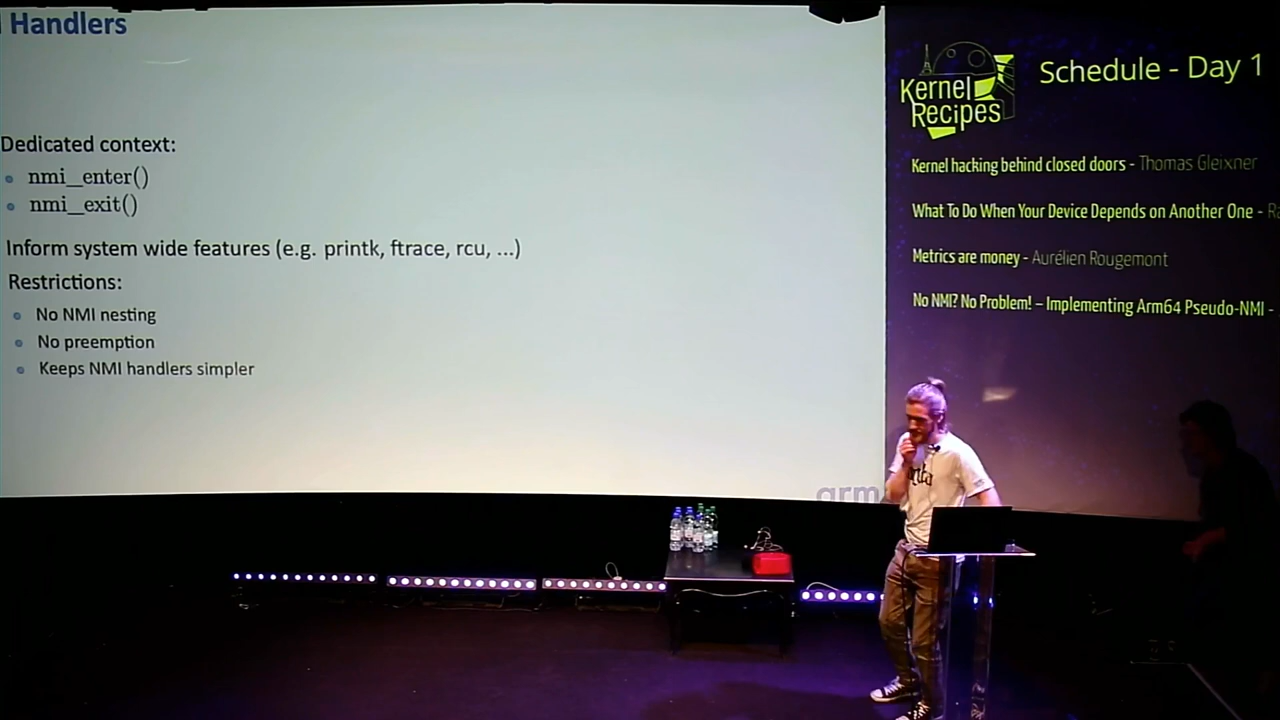 Handlers
Dedicated context:
nmi_enter()
nmi_exit()
Inform system wide features (e.g. printk, ftrace, rcu, ...)
Restrictions:
No NMI nesting
No preemption
Keeps NMI handlers simpler
arm
Kernel
Recipes
Schedule - Day 1
Kernel hacking behind closed doors - Thomas Gleixner
What To Do When Your Device Depends on Another One -
Metrics are money - Aurélien Rougemont
No NMI? No Problem! – Implementing Arm64 Pseudo-NMI -